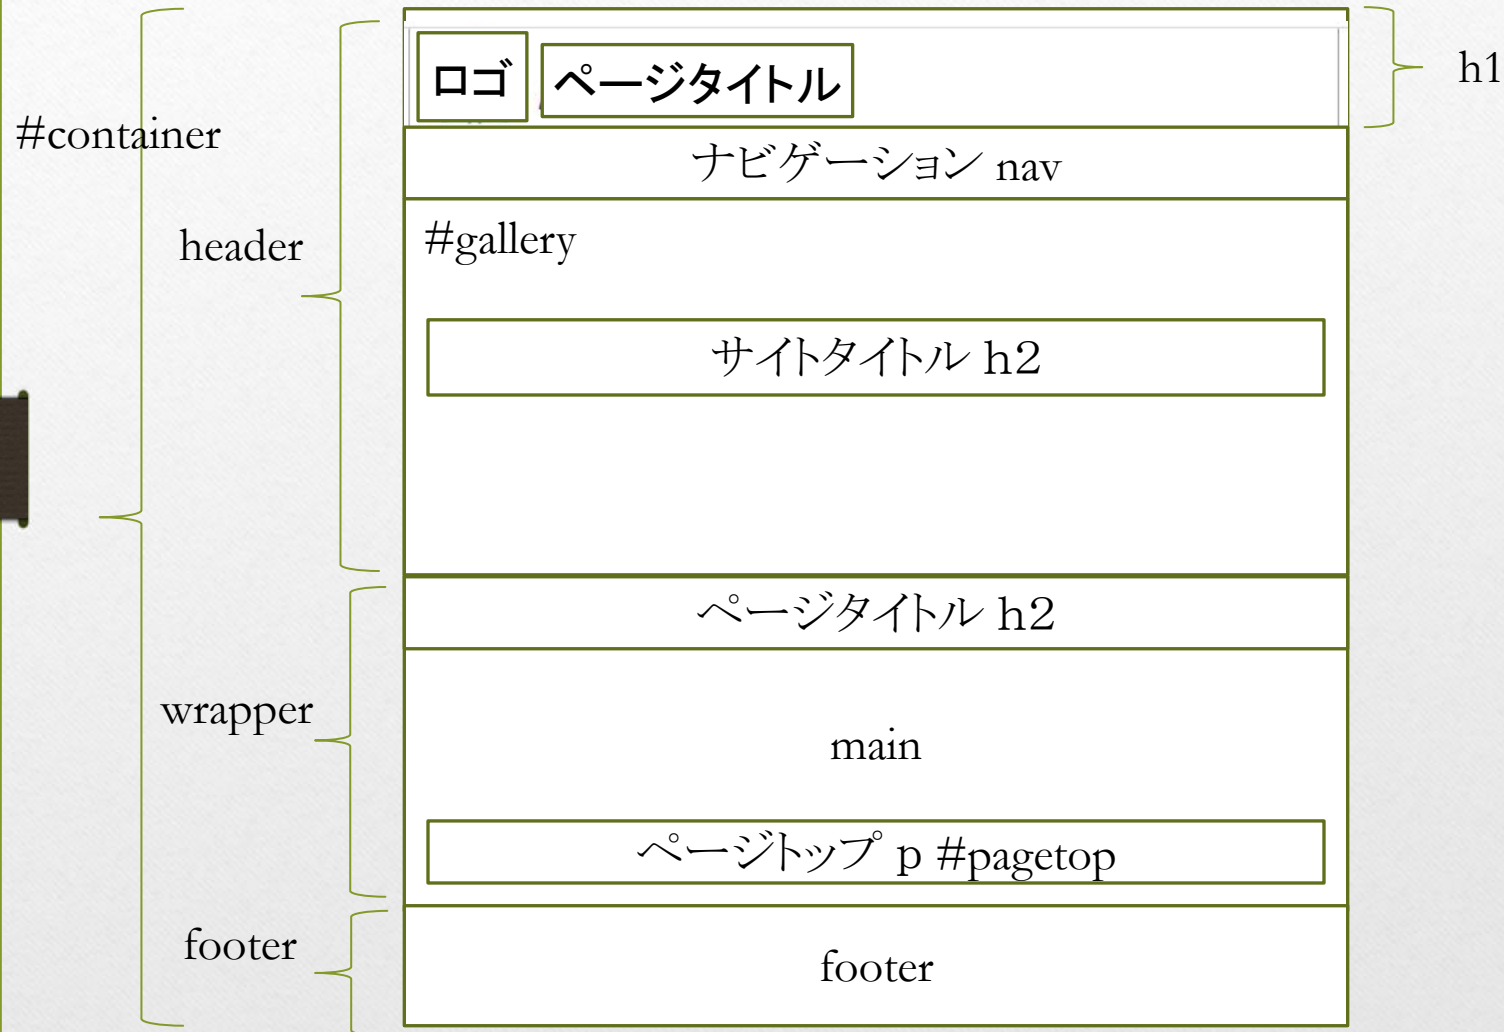 h1
ロゴ
ページタイトル
#container
ナビゲーション nav
header
#gallery
サイトタイトル h2
ページタイトル h2
wrapper
main
ページトップ p #pagetop
footer
footer